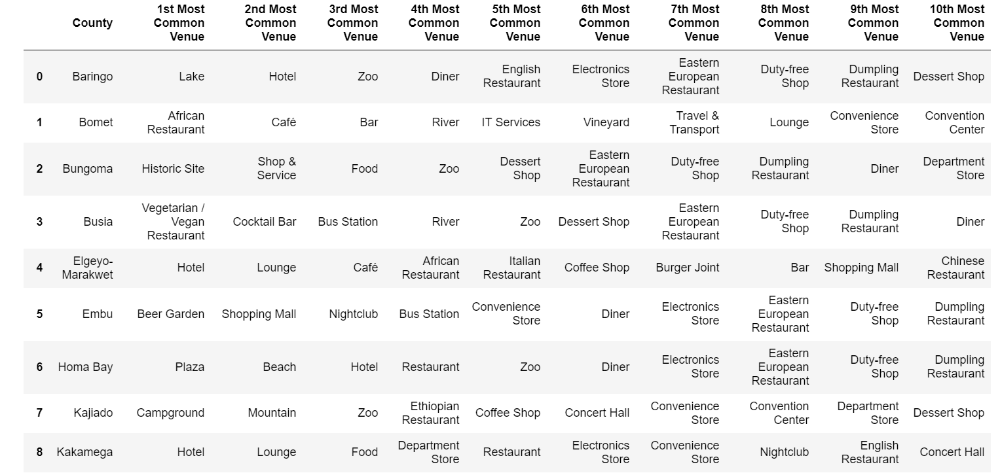 County 1st Most Common Venue 2nd Most Common Venue 3rd Most Common Venue 4th Most Common Venue 5th Most Common Venue 6th Most Common Venue 7th Most Common Venue 8th Most Common Venue 9th Most Common Venue 10th Most Common Venue
0 Baringo Lake Hotel Zoo Diner English Restaurant Electronics Store Eastern European Restaurant Duty-free Shop Dumpling Restaurant Dessert Shop
1 Bomet African Restaurant Café Bar River IT Services Vineyard Travel & Transport Lounge Convenience Store Convention Center
2 Bungoma Historic Site Shop & Service Food Zoo Dessert Shop Eastern European Restaurant Duty-free Shop Dumpling Restaurant Diner Department Store
3 Busia Vegetarian / Vegan Restaurant Cocktail Bar Bus Station River Zoo Dessert Shop Eastern European Restaurant Duty-free Shop Dumpling Restaurant Diner
4 Elgeyo-Marakwet Hotel Lounge Café African Restaurant Italian Restaurant Coffee Shop Burger Joint Bar Shopping Mall Chinese Restaurant
5 Embu Beer Garden Shopping Mall Nightclub Bus Station Convenience Store Diner Electronics Store Eastern European Restaurant Duty-free Shop Dumpling Restaurant
6 Homa Bay Plaza Beach Hotel Restaurant Zoo Diner Electronics Store Eastern European Restaurant Duty-free Shop Dumpling Restaurant
7 Kajiado Campground Mountain Zoo Ethiopian Restaurant Coffee Shop Concert Hall Convenience Store Convention Center Department Store Dessert Shop
8 Kakamega Hotel Lounge Food Department Store Restaurant Electronics Store Convenience Store Nightclub English Restaurant Concert Hall